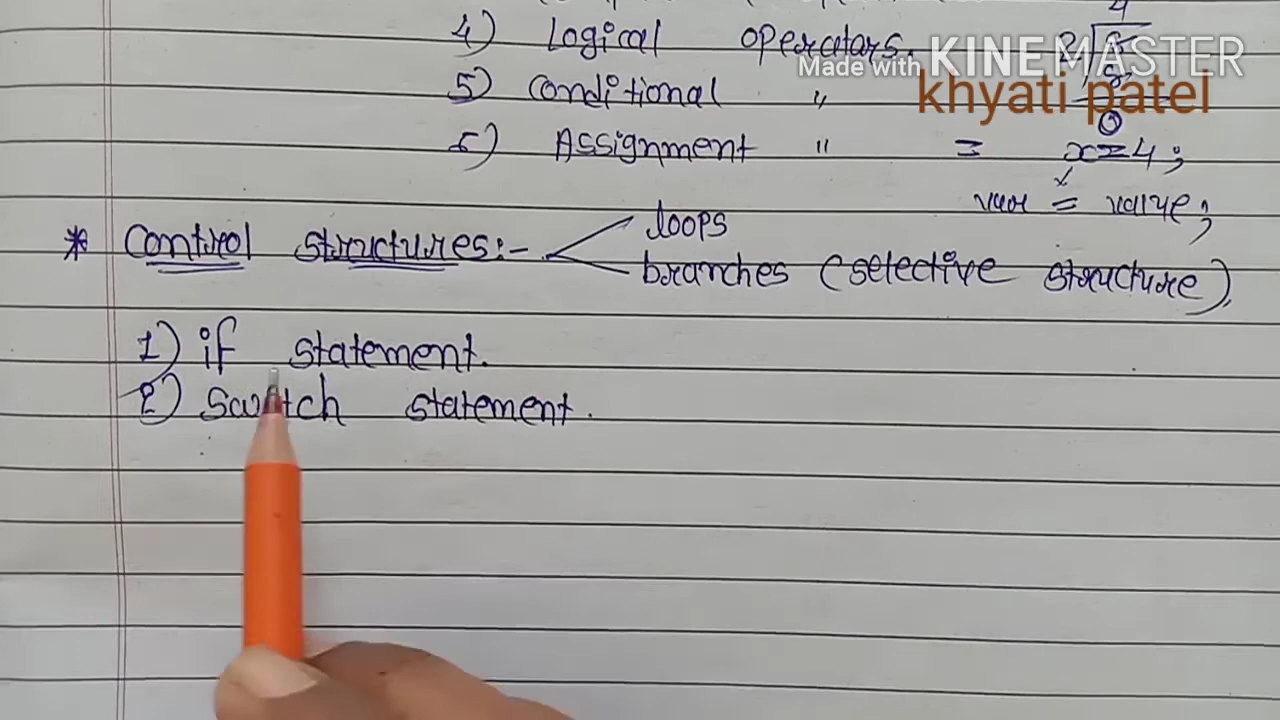 4) Logical operators.
Made with KINEMASTER
khyati patel
5) conditional "
6) Assignment " = x=4;
var = value;
* Control structures:- loops
branches (selective structure),
1) if statement.
2) Switch statement.